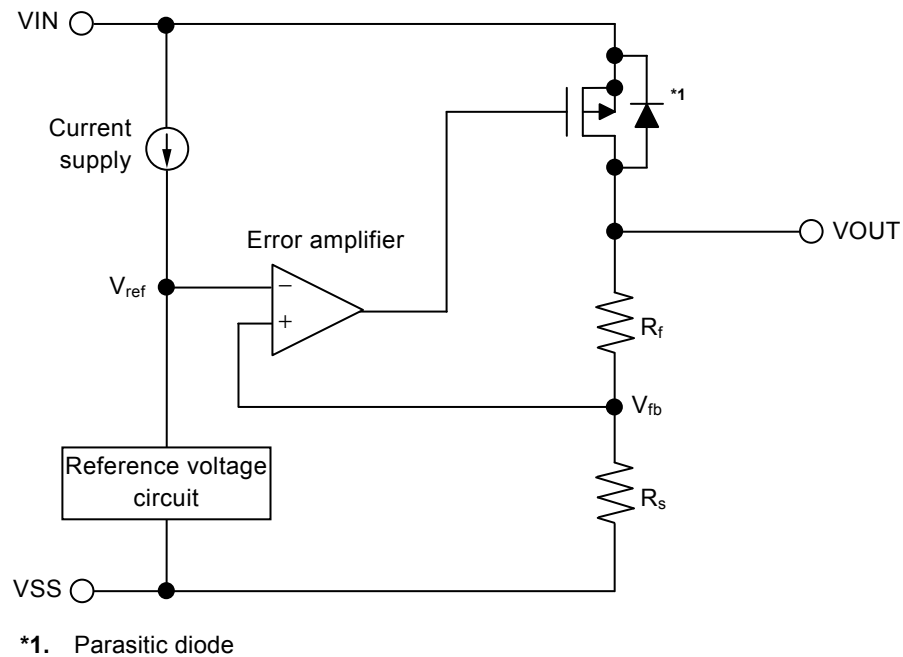 VIN
*1
Current
supply
Error amplifier
VOUT
Vref
−
+
Rf
Vfb
Reference voltage
circuit
Rs
VSS
*1. Parasitic diode